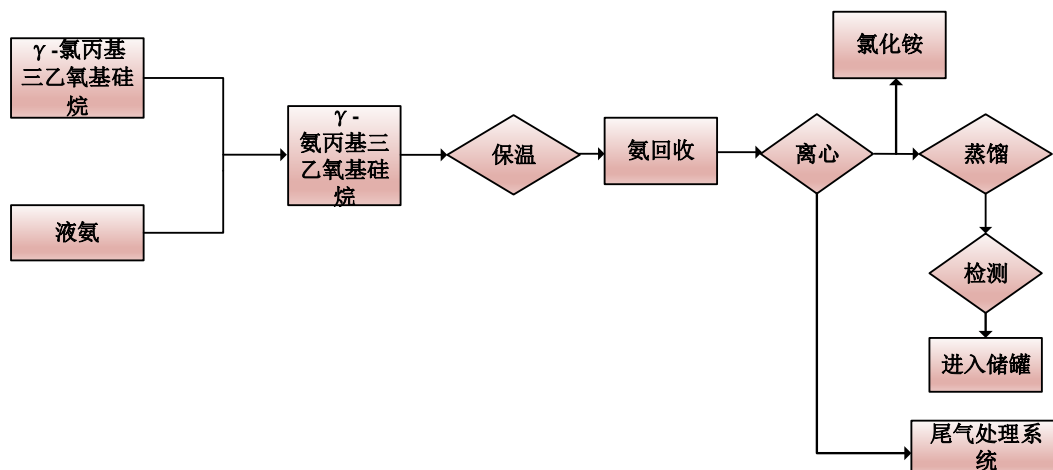 γ-氯丙基
三乙氧基硅
烷
液氨
γ-
氨丙基三
乙氧基硅
烷
保温
氨回收
离心
氯化铵
蒸馏
检测
进入储罐
尾气处理系
统